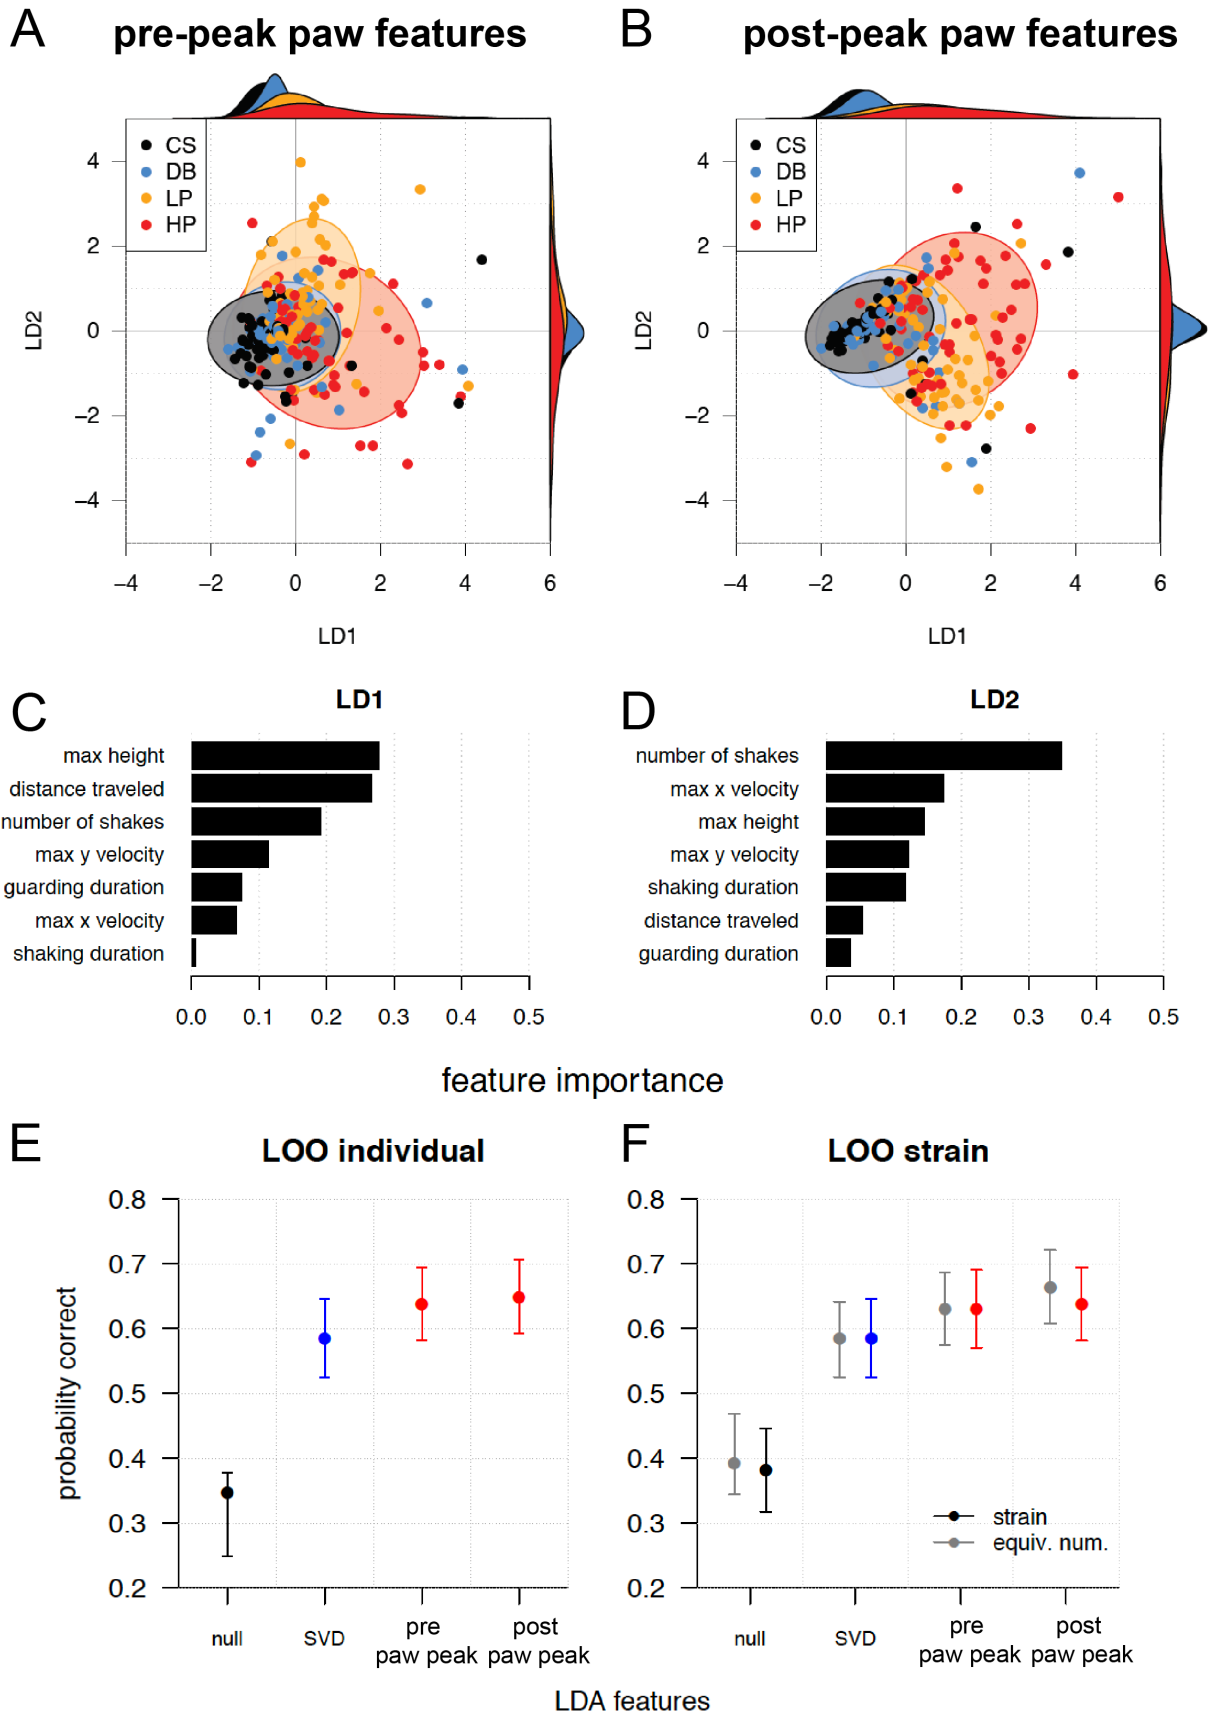 A
pre-peak paw features
B
post-peak paw features
CS
DB
LP
HP
4
2
0
−2
−4
LD2
−4 −2 0 2 4 6
LD1
CS
DB
LP
HP
4
2
0
−2
−4
LD2
−4 −2 0 2 4 6
LD1
C
LD1
max height
distance traveled
number of shakes
max y velocity
guarding duration
max x velocity
shaking duration
0.0 0.1 0.2 0.3 0.4 0.5
D
LD2
number of shakes
max x velocity
max height
max y velocity
shaking duration
distance traveled
guarding duration
0.0 0.1 0.2 0.3 0.4 0.5
feature importance
E
LOO individual
0.8
0.7
0.6
0.5
0.4
0.3
0.2
probability correct
null SVD pre post
paw peak paw peak
F
LOO strain
0.8
0.7
0.6
0.5
0.4
0.3
0.2
strain
equiv. num.
null SVD pre post
paw peak paw peak
LDA features